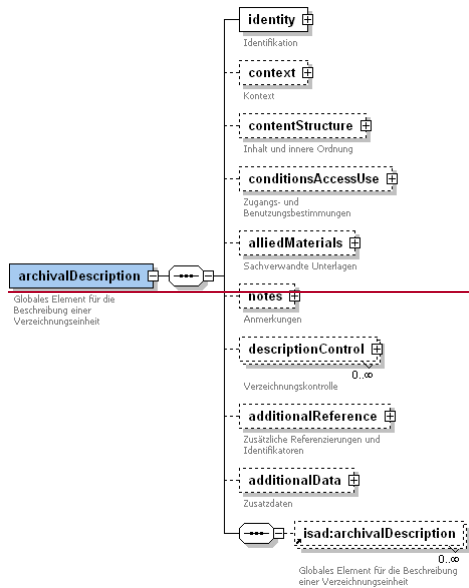 identity
Identifikation
context
Kontext
contentStructure
Inhalt und innere Ordnung
conditionsAccessUse
Zugangs- und
Benutzungsbestimmungen
alliedMaterials
Sachverwandte Unterlagen
archivalDescription
Globales Element für die
Beschreibung einer
Verzeichnungseinheit
notes
Anmerkungen
descriptionControl
0..∞
Verzeichnungskontrolle
additionalReference
Zusätzliche Referenzierungen und
Identifikatoren
additionalData
Zusatzdaten
isad:archivalDescription
0..∞
Globales Element für die Beschreibung
einer Verzeichnungseinheit